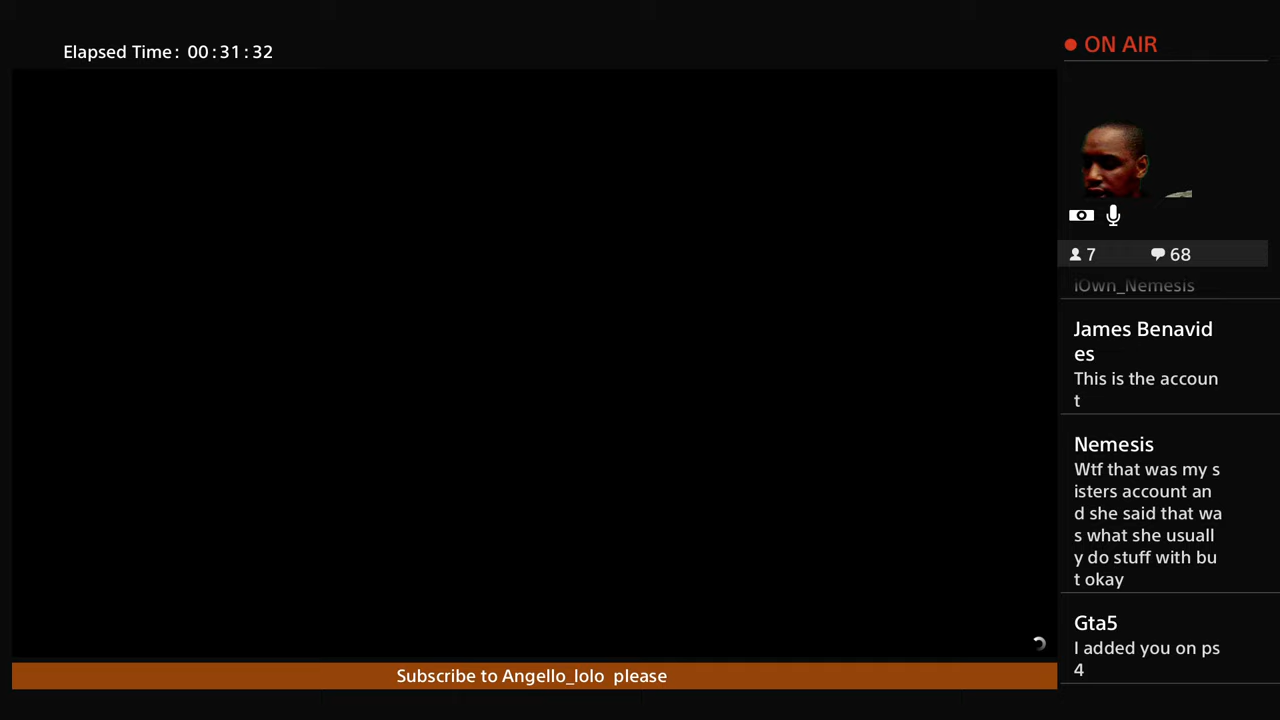 Elapsed Time: 00:31:32
ON AIR
7 68
iOwn_Nemesis
James Benavid
es
This is the accoun
t
Nemesis
Wtf that was my s
isters account an
d she said that wa
s what she usuall
y do stuff with bu
t okay
Gta5
I added you on ps
4
Subscribe to Angello_lolo please